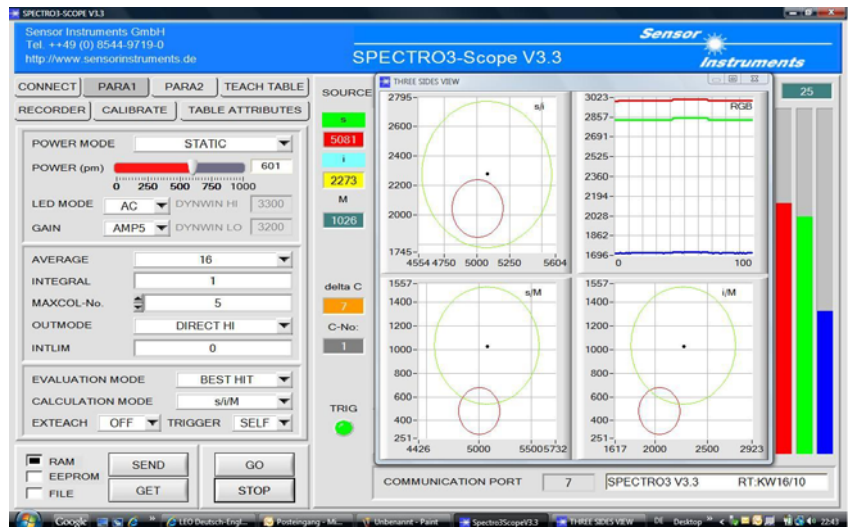 SPECTRO3-SCOPE V3.3
Sensor Instruments GmbH
Tel. ++49 (0) 8544-9719-0
http://www.sensorinstruments.de
SPECTRO3-Scope V3.3
Sensor
Instruments
CONNECT PARA1 PARA2 TEACH TABLE
RECORDER CALIBRATE TABLE ATTRIBUTES
POWER MODE STATIC
POWER (pm) 601
0 250 500 750 1000
LED MODE AC DYNWIN HI 3300
GAIN AMP5 DYNWIN LO 3200
AVERAGE 16
INTEGRAL 1
MAXCOL-No. 5
OUTMODE DIRECT HI
INTLIM 0
EVALUATION MODE BEST HIT
CALCULATION MODE s/i/M
EXTEACH OFF TRIGGER SELF
RAM
EEPROM
FILE
SEND GO
GET STOP
SOURCE
s
5081
i
2273
M
1026
delta C
7
C-No:
1
TRIG
THREE SIDES VIEW
25
2795
2600
2400
2200
2000
1745
4554 4750 5000 5250 5604
s/i
3023
2857
2691
2525
2360
2194
2028
1862
1696
0 100
RGB
1557
1400
1200
1000
800
600
400
251
4426 5000 5500 5732
s/M
1557
1400
1200
1000
800
600
400
251
1617 2000 2500 2923
i/M
COMMUNICATION PORT 7 SPECTRO3 V3.3 RT:KW16/10
Google LEO Deutsch-Engl... Posteingang - Mi... Unbenannt - Paint Spectro3ScopeV3.3 THREE SIDES VIEW DE Desktop 22:43